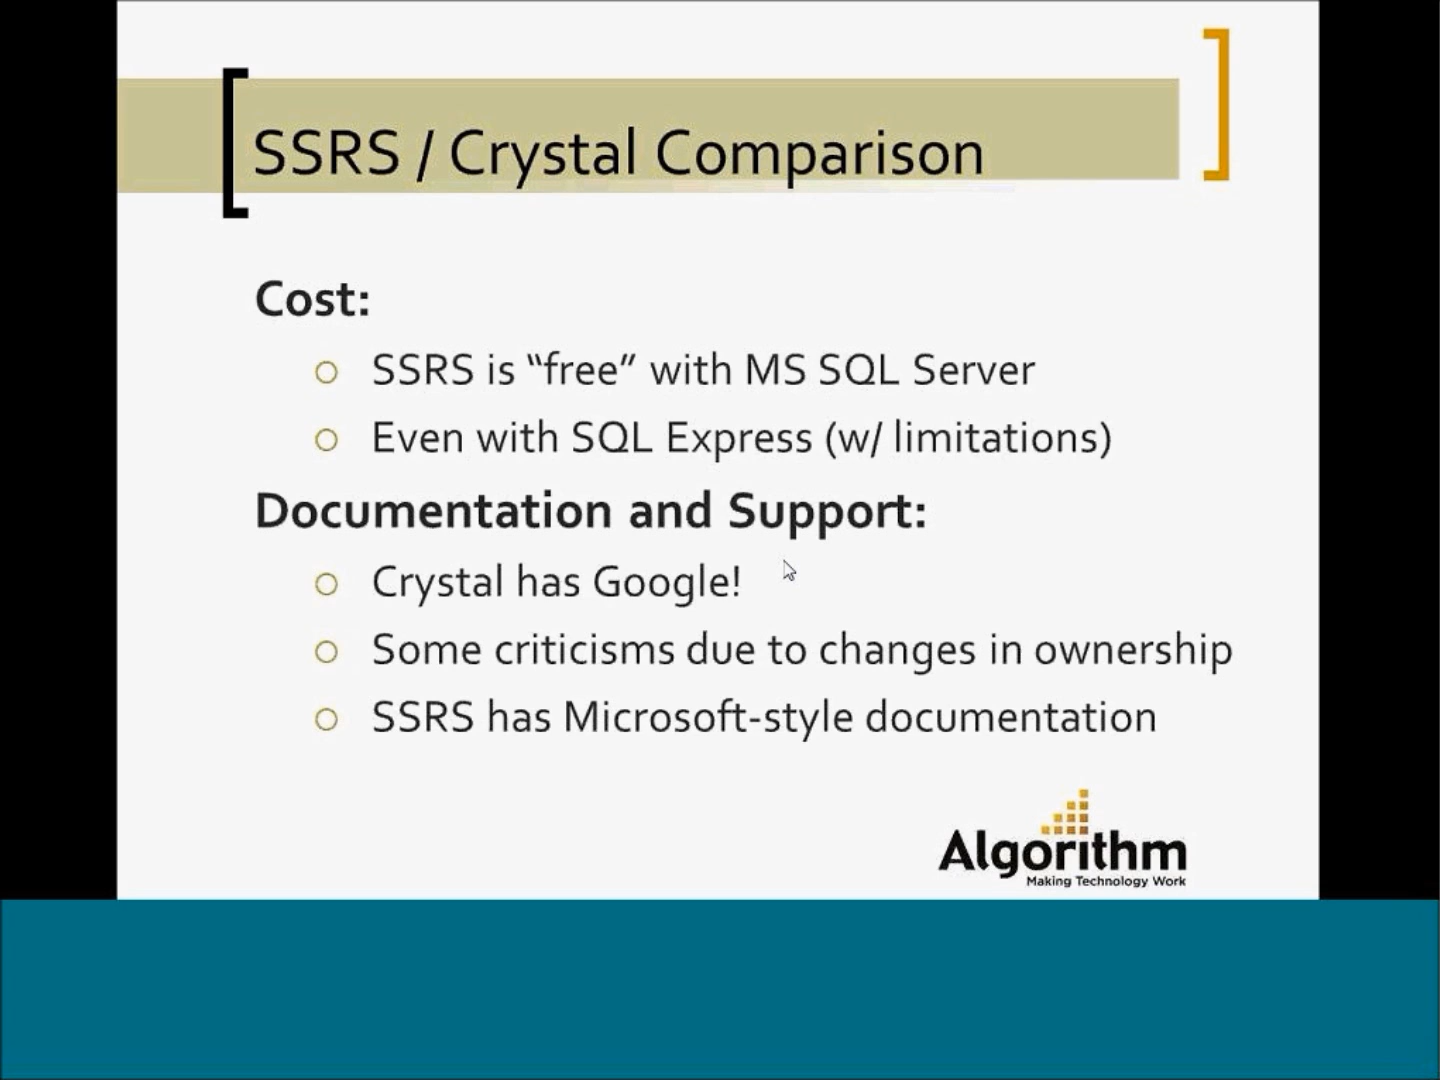 SSRS / Crystal Comparison
Cost:
SSRS is “free” with MS SQL Server
Even with SQL Express (w/ limitations)
Documentation and Support:
Crystal has Google!
Some criticisms due to changes in ownership
SSRS has Microsoft-style documentation
Algorithm
Making Technology Work